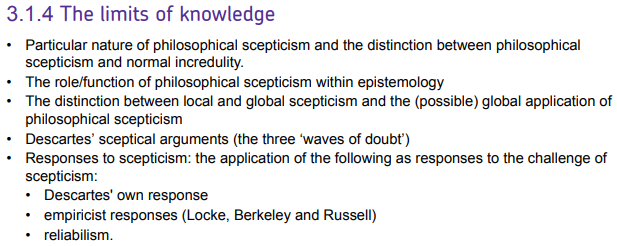 3.1.4 The limits of knowledge
• Particular nature of philosophical scepticism and the distinction between philosophical
scepticism and normal incredulity.
• The role/function of philosophical scepticism within epistemology
• The distinction between local and global scepticism and the (possible) global application of
philosophical scepticism
• Descartes’ sceptical arguments (the three ‘waves of doubt’)
• Responses to scepticism: the application of the following as responses to the challenge of
scepticism:
• Descartes' own response
• empiricist responses (Locke, Berkeley and Russell)
• reliabilism.